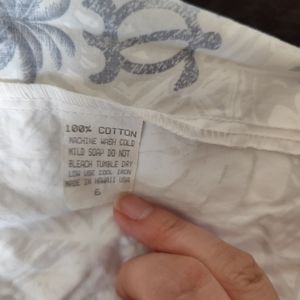 100% COTTON
MACHINE WASH COLD
MILD SOAP DO NOT
BLEACH TUMBLE DRY
LOW USE COOL IRON
MADE IN HAWAII USA
6